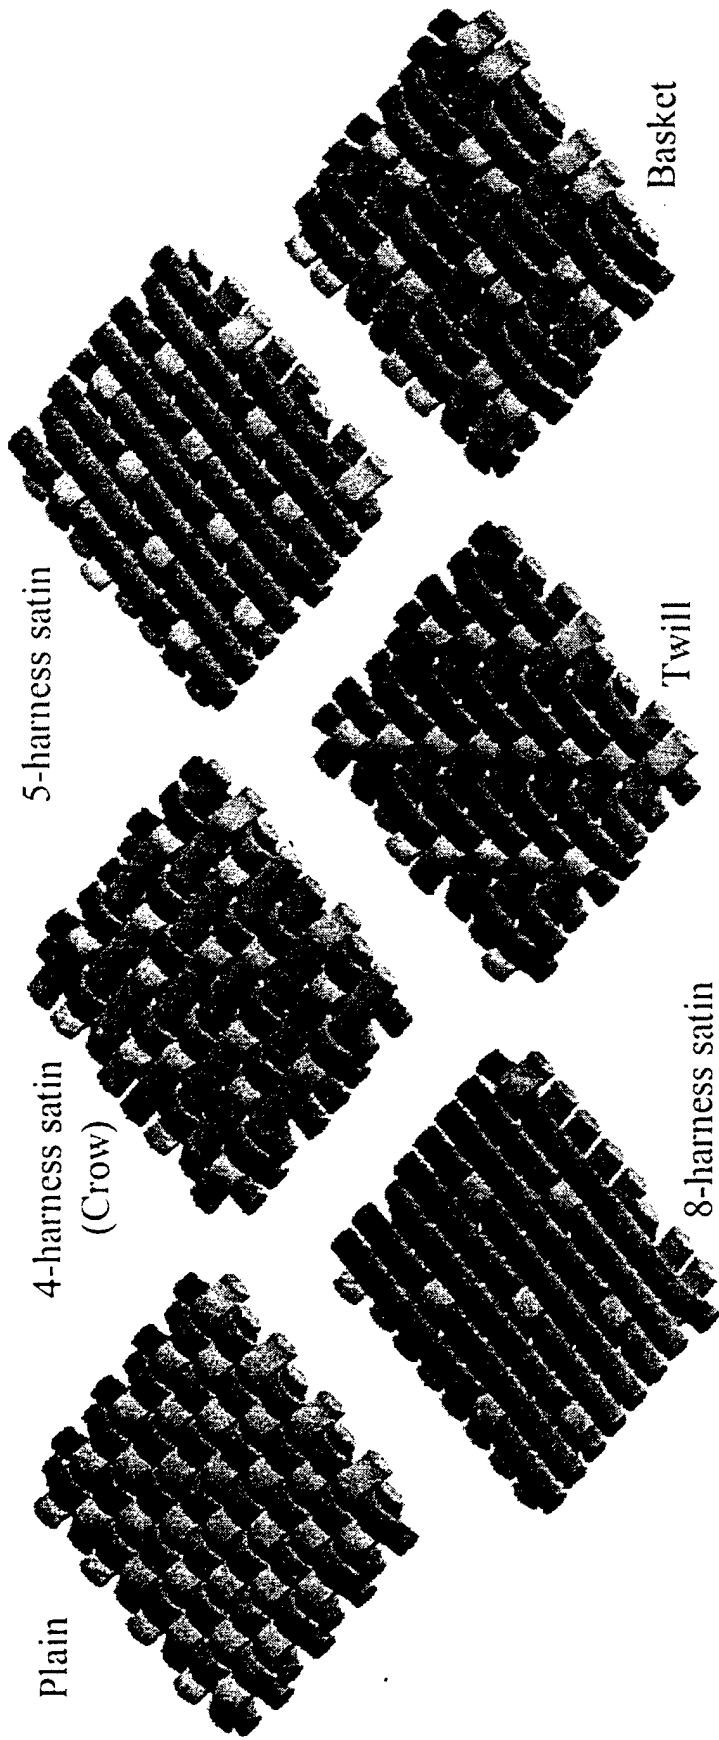 Plain
4-harness satin
(Crow)
5-harness satin
8-harness satin
Twill
Basket